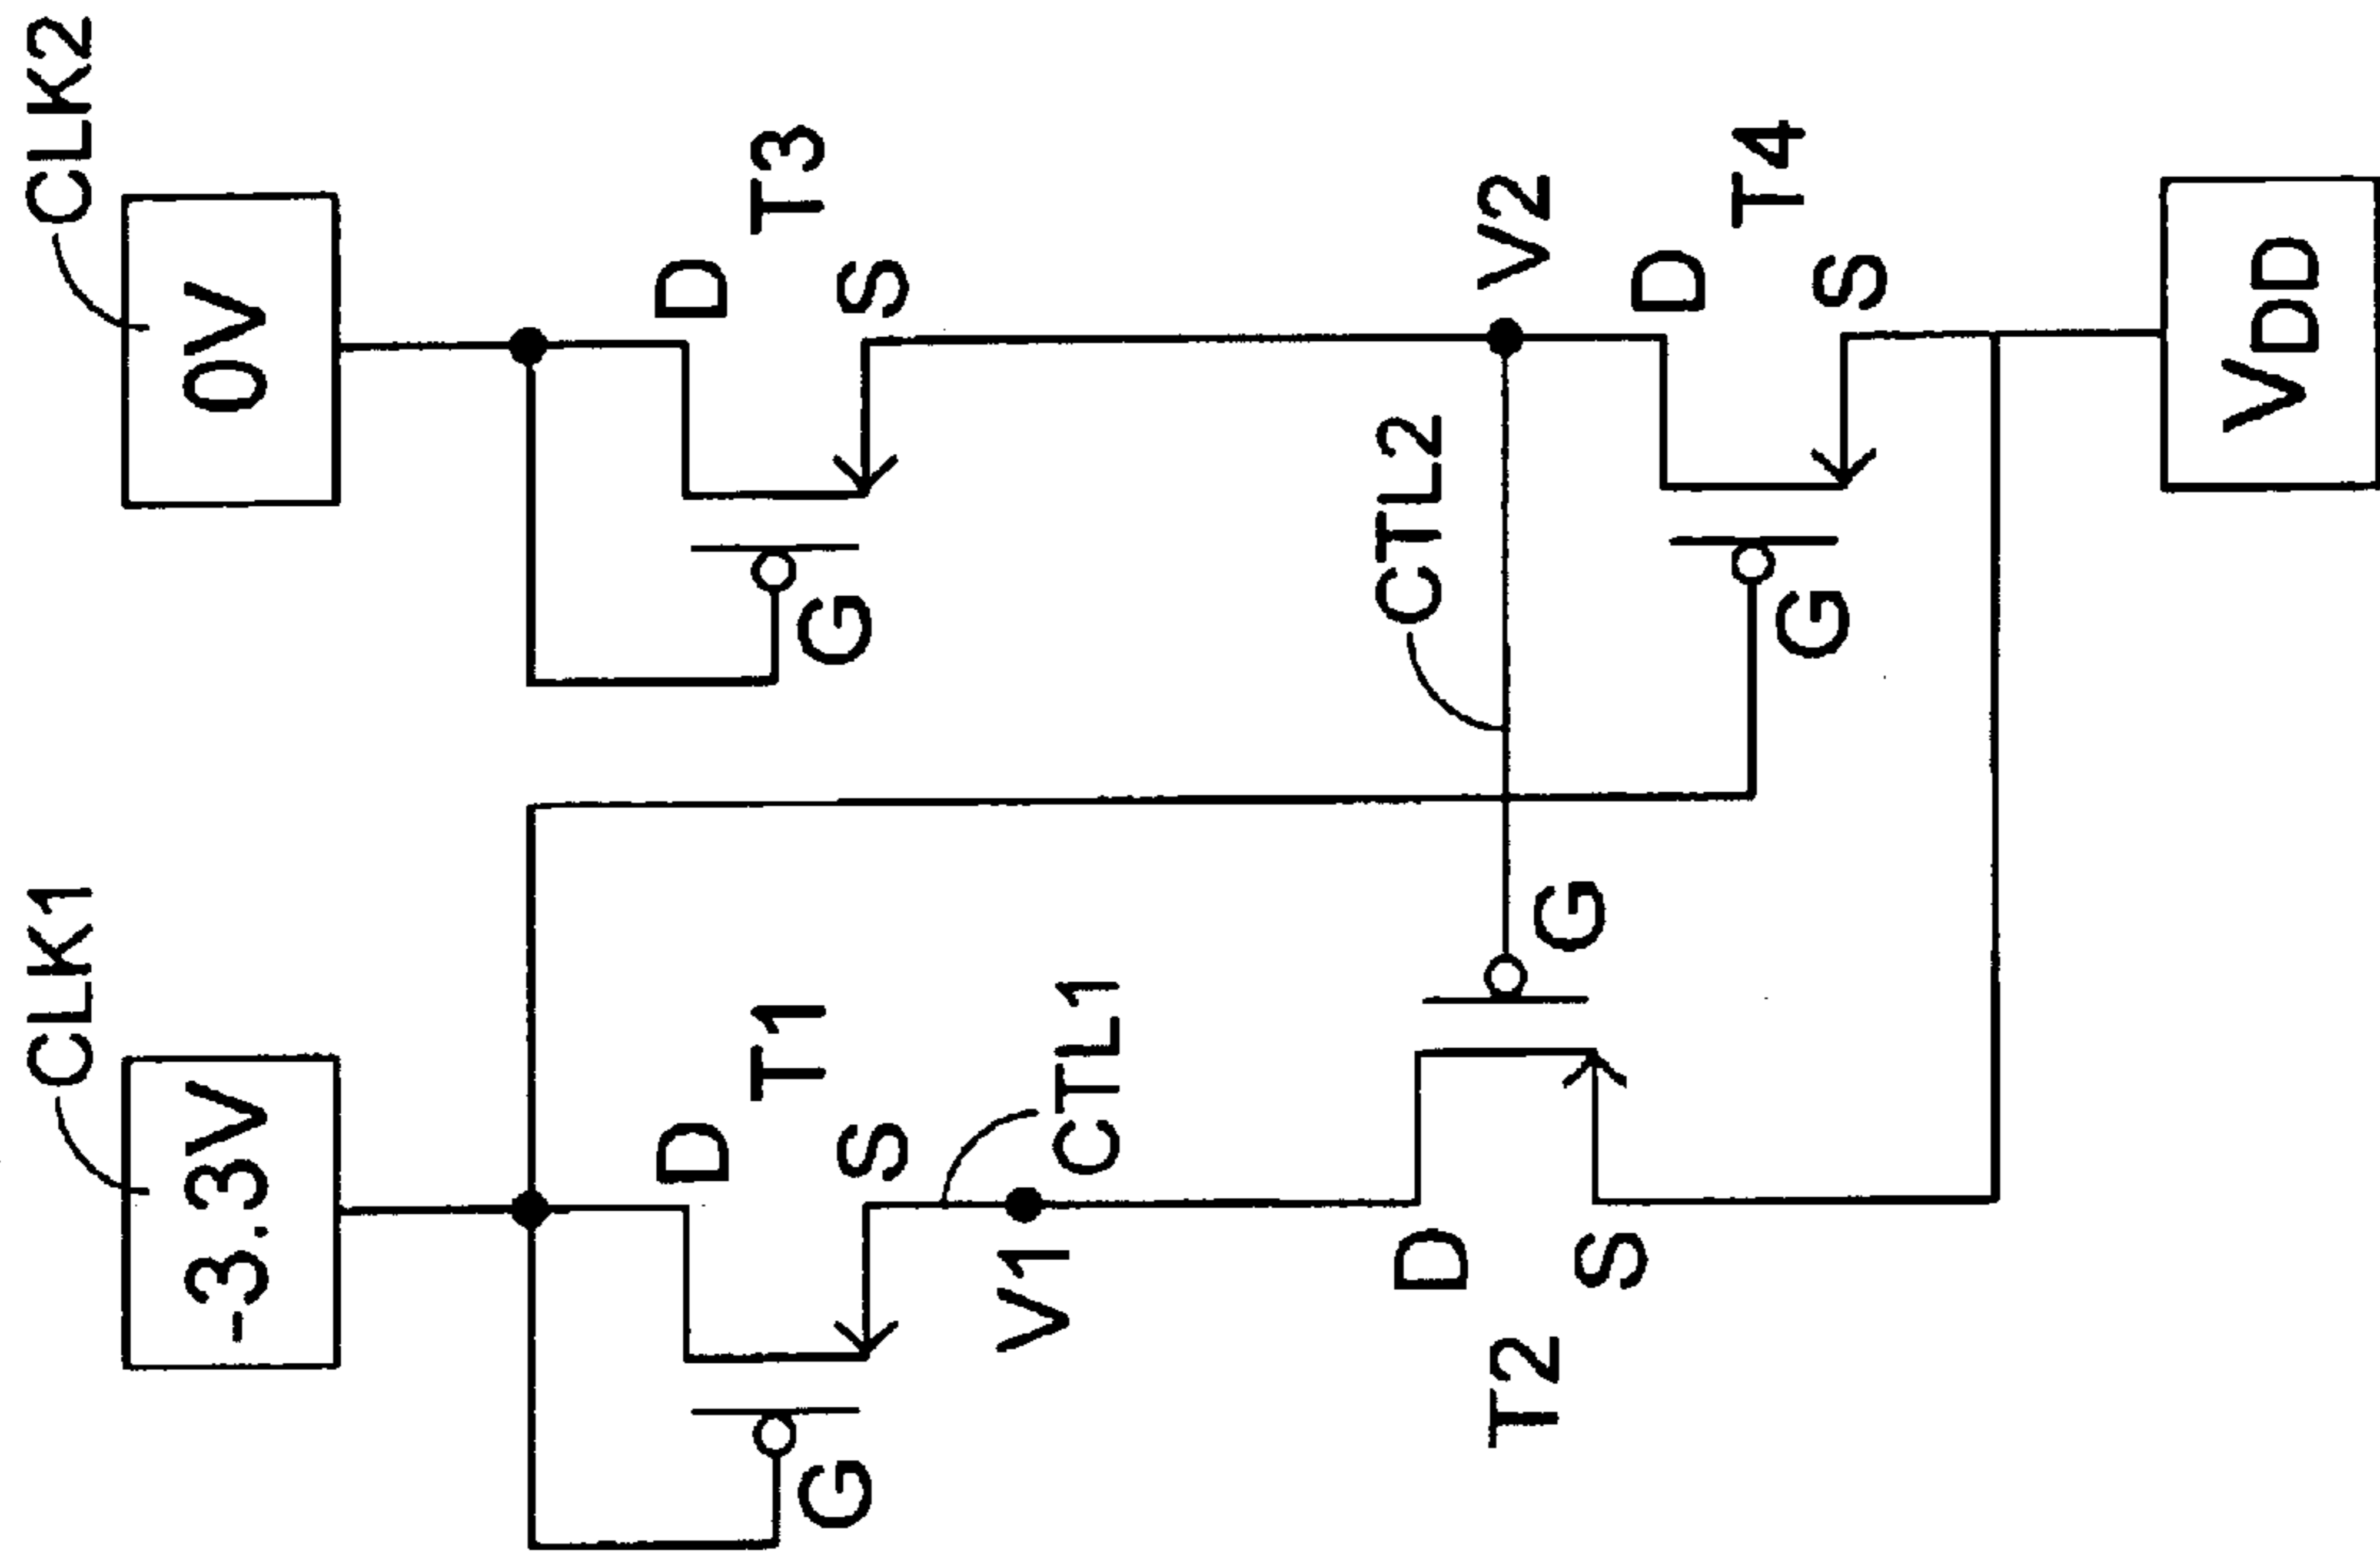 CLK1
CLK2
-3.3V
0V
D
D
T1
T3
G
S
G
S
V1
CTL1
CTL2
D
V2
T2
G
S
D
T4
G
S
VDD